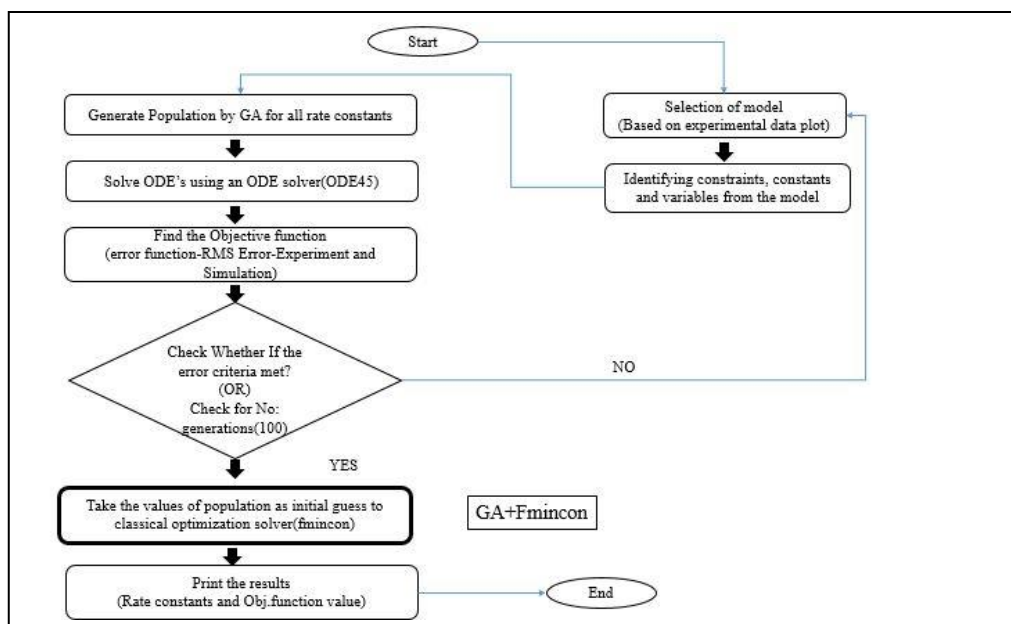 Start
Selection of model
(Based on experimental data plot)
Identifying constraints, constants
and variables from the model
Generate Population by GA for all rate constants
Solve ODE's using an ODE solver(ODE45)
Find the Objective function
(error function-RMS Error-Experiment and
Simulation)
Check Whether If the
error criteria met?
(OR)
Check for No:
generations(100)
NO
YES
Take the values of population as initial guess to
classical optimization solver(fmincon)
GA+Fmincon
Print the results
(Rate constants and Obj.function value)
End